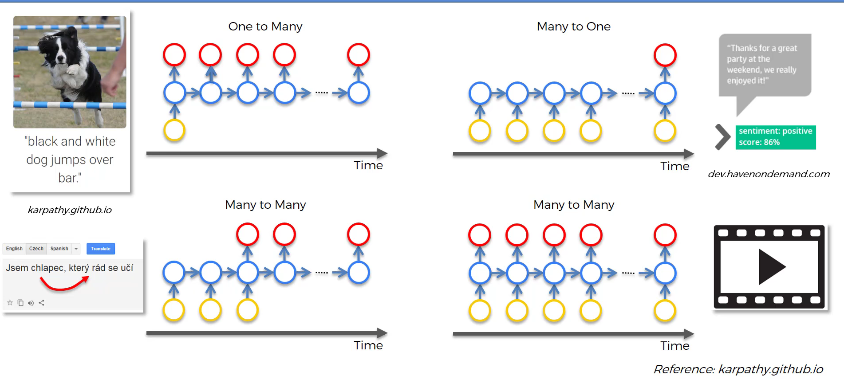 One to Many
Many to One
"Thanks for a great
party at the
weekend, we really
enjoyed it!"
sentiment: positive
score: 86%
"black and white
dog jumps over
bar."
Time
Time
dev.havenondemand.com
karpathy.github.io
Many to Many
Many to Many
English Czech Spanish Translate
Jsem chlapec, který rád se učí
Time
Time
Reference: karpathy.github.io